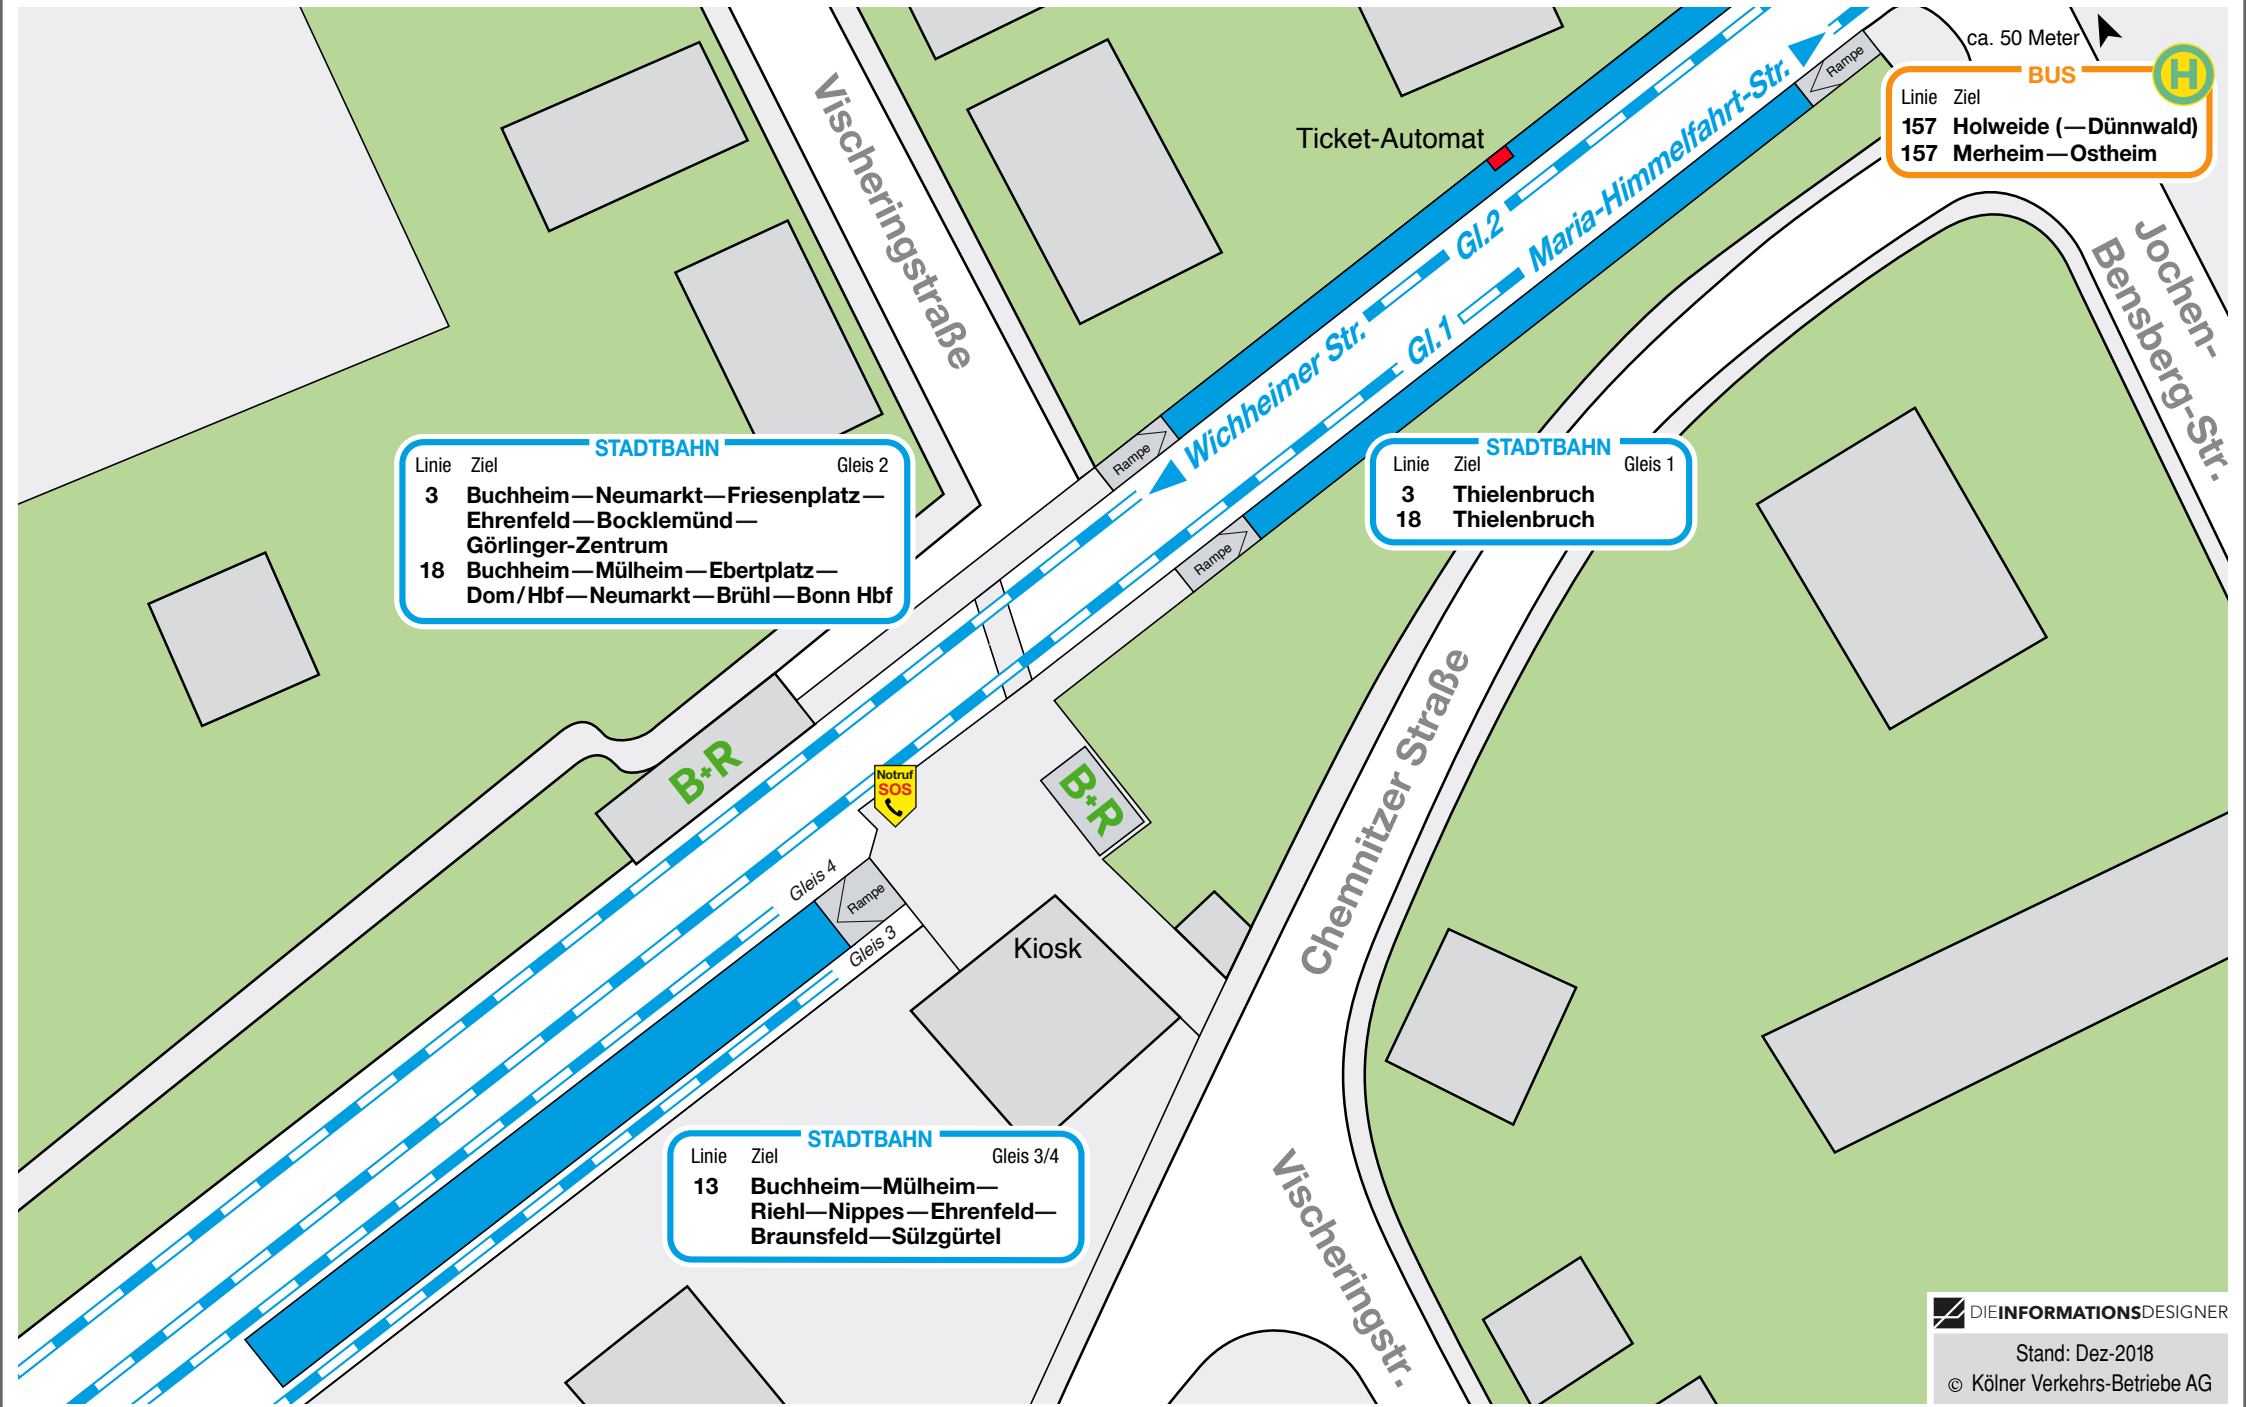 ca. 50 Meter
BUS
H
Linie Ziel
157 Holweide (—Dünnwald)
157 Merheim—Ostheim
Vischeringstraße
Ticket-Automat
Rampe
Maria-Himmelfahrt-Str.
Gl.2
Gl.1
Wichheimer Str.
Jochen-
Bensberg-Str.
Rampe
Rampe
STADTBAHN
Linie Ziel Gleis 2
3 Buchheim—Neumarkt—Friesenplatz—
Ehrenfeld—Bocklemünd—
Görlinger-Zentrum
18 Buchheim—Mülheim—Ebertplatz—
Dom/Hbf—Neumarkt—Brühl—Bonn Hbf
STADTBAHN
Linie Ziel Gleis 1
3 Thielenbruch
18 Thielenbruch
B+R
Notruf
SOS
B+R
Chemnitzer Straße
Gleis 4
Rampe
Gleis 3
Kiosk
STADTBAHN
Linie Ziel Gleis 3/4
13 Buchheim—Mülheim—
Riehl—Nippes—Ehrenfeld—
Braunsfeld—Sülzgürtel
Vischeringstr.
DIEINFORMATIONSDESIGNER
Stand: Dez-2018
© Kölner Verkehrs-Betriebe AG